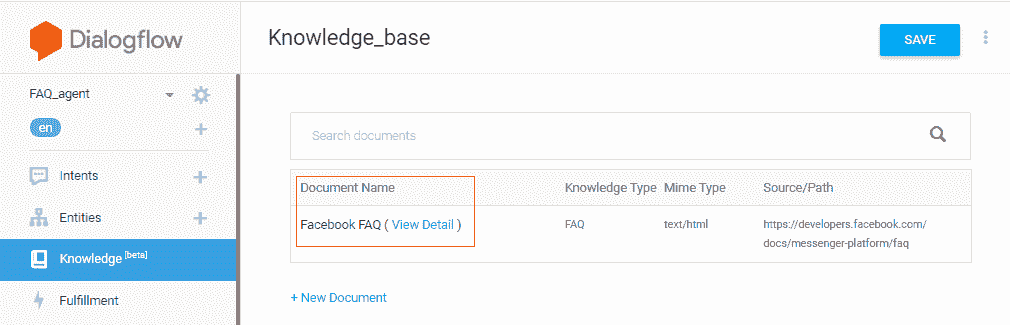 Dialogflow
Knowledge_base
SAVE
FAQ_agent
en
Search documents
Intents
Entities
Knowledge [beta]
Fulfillment
Document Name Knowledge Type Mime Type Source/Path
Facebook FAQ ( View Detail ) FAQ text/html https://developers.facebook.com/
docs/messenger-platform/faq
+ New Document